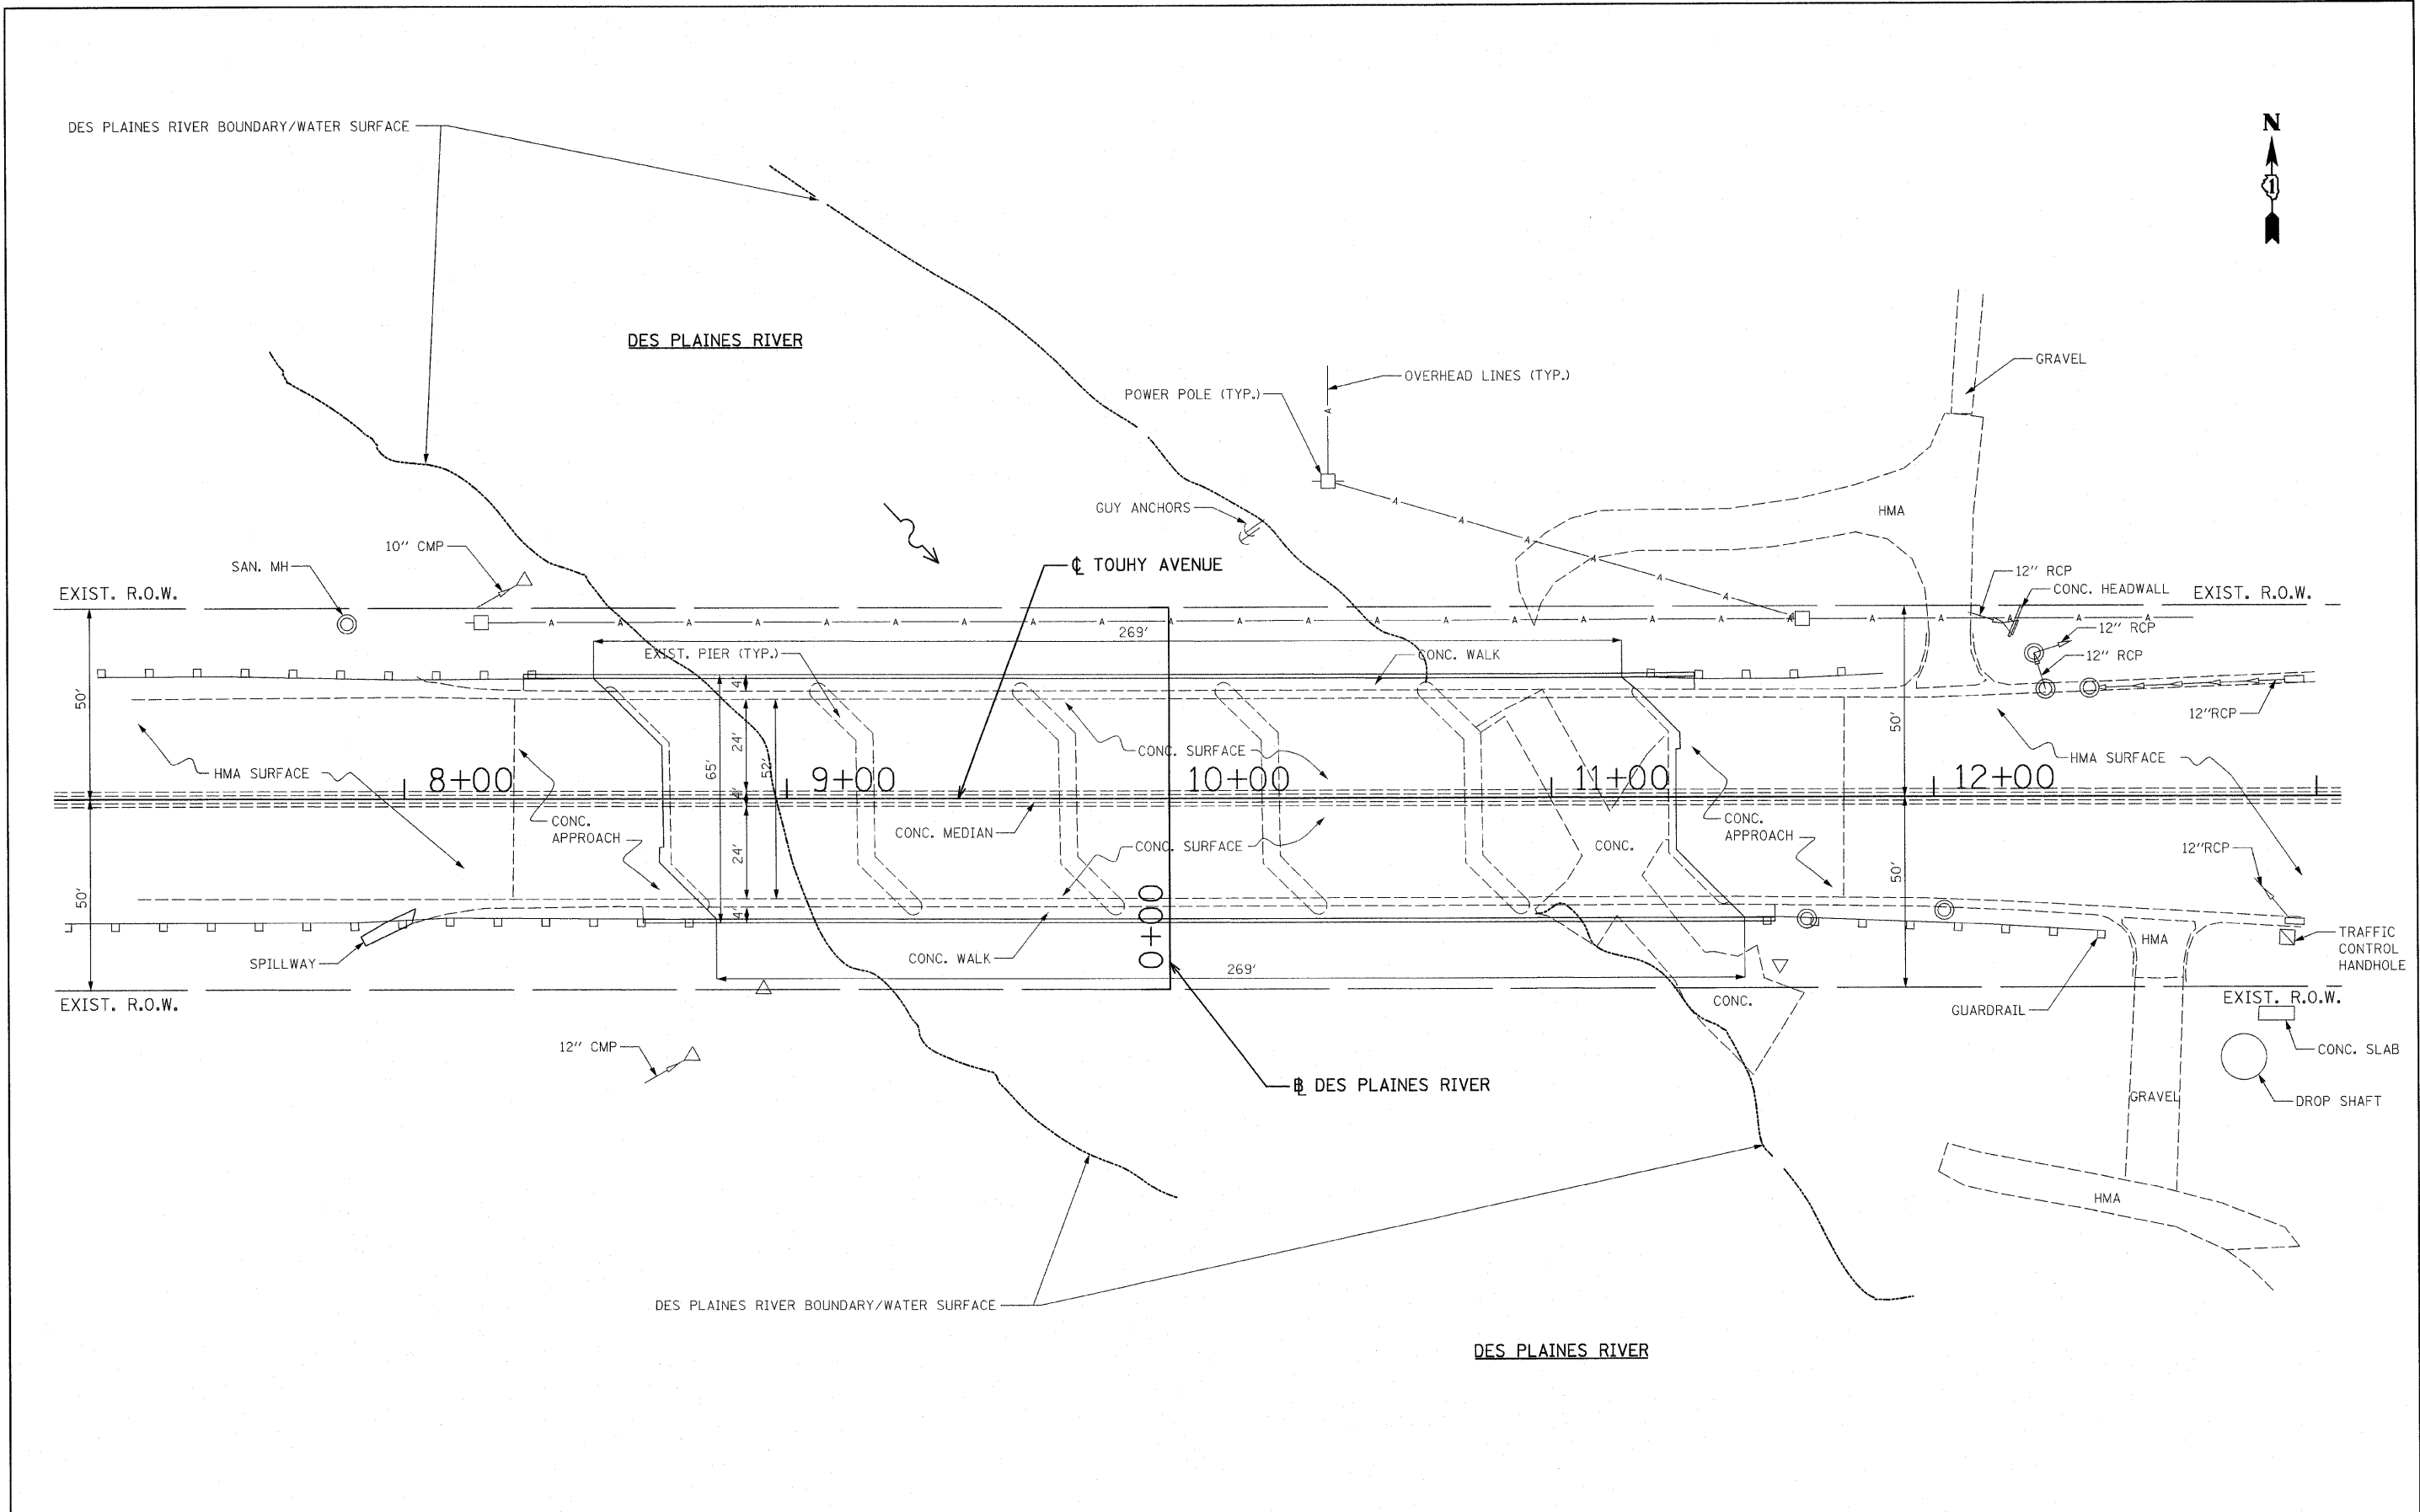 DES PLAINES RIVER BOUNDARY/WATER SURFACE
N
1
DES PLAINES RIVER
GRAVEL
OVERHEAD LINES (TYP.)
POWER POLE (TYP.)
A
A
A
HMA
GUY ANCHORS
10" CMP
SAN. MH
℄ TOUHY AVENUE
A
A
A
A
12" RCP
CONC. HEADWALL
EXIST. R.O.W.
EXIST. R.O.W.
A A A A A A A A A A A A A A A A A A A A A A A A
269'
12" RCP
EXIST. PIER (TYP.)
CONC. WALK
12" RCP
4'
50'
12"RCP
50'
24'
CONC. SURFACE
HMA SURFACE
65'
52'
HMA SURFACE
8+00
9+00
10+00
11+00
12+00
4'
CONC.
APPROACH
CONC. MEDIAN
CONC. SURFACE
CONC.
CONC.
APPROACH
12"RCP
24'
50'
50'
4'
0+00
SPILLWAY
CONC. WALK
269'
HMA
TRAFFIC
CONTROL
HANDHOLE
EXIST. R.O.W.
CONC.
GUARDRAIL
EXIST. R.O.W.
12" CMP
CONC. SLAB
℄ DES PLAINES RIVER
GRAVEL
DROP SHAFT
HMA
DES PLAINES RIVER BOUNDARY/WATER SURFACE
DES PLAINES RIVER